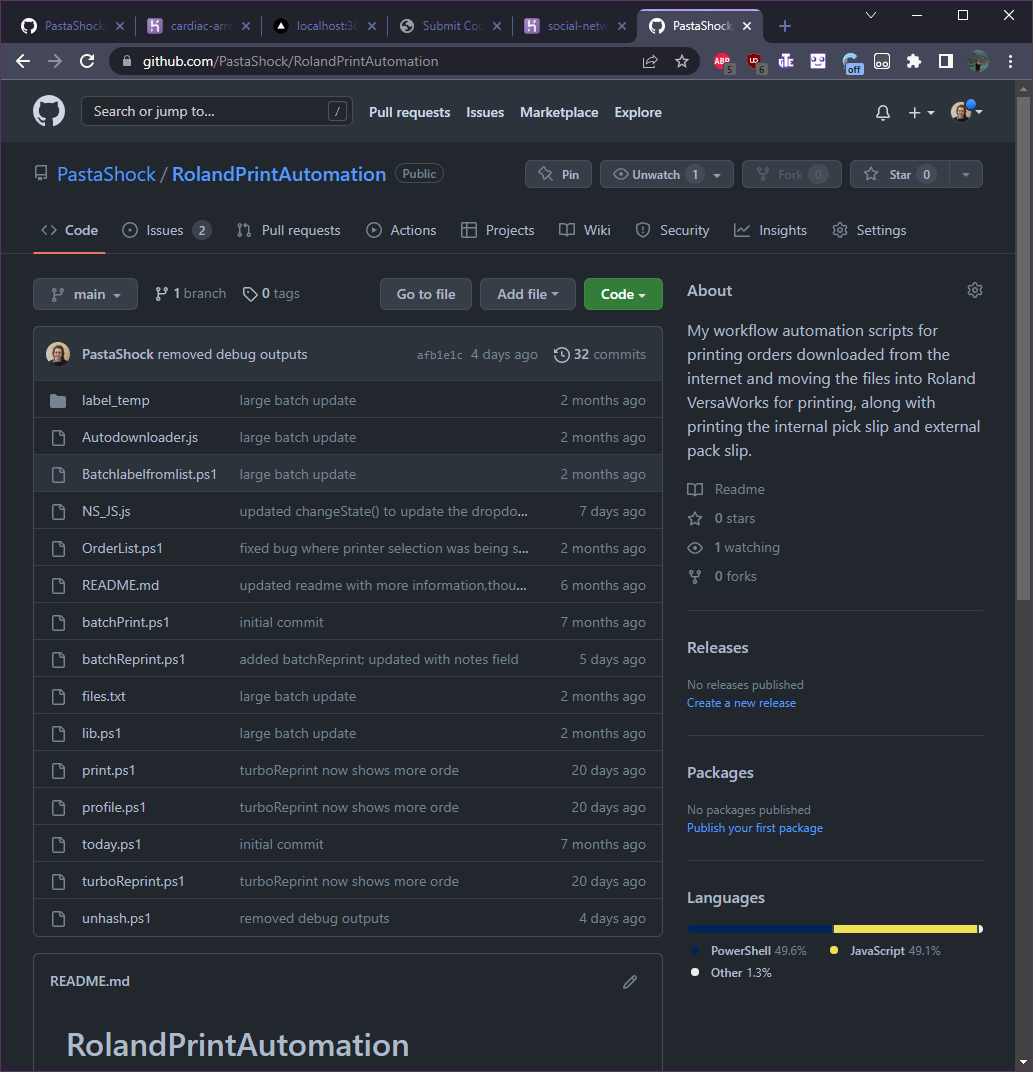 PastaShock
cardiac-arre
localhost:30
Submit Cou
social-netw
PastaShock
github.com/PastaShock/RolandPrintAutomation
ABP 5 6 off
Search or jump to... / Pull requests Issues Marketplace Explore
PastaShock / RolandPrintAutomation Public Pin Unwatch 1 Fork 0 Star 0
Code Issues 2 Pull requests Actions Projects Wiki Security Insights Settings
main 1 branch 0 tags Go to file Add file Code
PastaShock removed debug outputs afb1e1c 4 days ago 32 commits
label_temp large batch update 2 months ago
Autodownloader.js large batch update 2 months ago
Batchlabelfromlist.ps1 large batch update 2 months ago
NS_JS.js updated changeState() to update the dropdo... 7 days ago
OrderList.ps1 fixed bug where printer selection was being s... 2 months ago
README.md updated readme with more information,thou... 6 months ago
batchPrint.ps1 initial commit 7 months ago
batchReprint.ps1 added batchReprint; updated with notes field 5 days ago
files.txt large batch update 2 months ago
lib.ps1 large batch update 2 months ago
print.ps1 turboReprint now shows more orde 20 days ago
profile.ps1 turboReprint now shows more orde 20 days ago
today.ps1 initial commit 7 months ago
turboReprint.ps1 turboReprint now shows more orde 20 days ago
unhash.ps1 removed debug outputs 4 days ago
README.md
RolandPrintAutomation
About
My workflow automation scripts for
printing orders downloaded from the
internet and moving the files into Roland
VersaWorks for printing, along with
printing the internal pick slip and external
pack slip.
Readme
0 stars
1 watching
0 forks
Releases
No releases published
Create a new release
Packages
No packages published
Publish your first package
Languages
PowerShell 49.6% JavaScript 49.1%
Other 1.3%